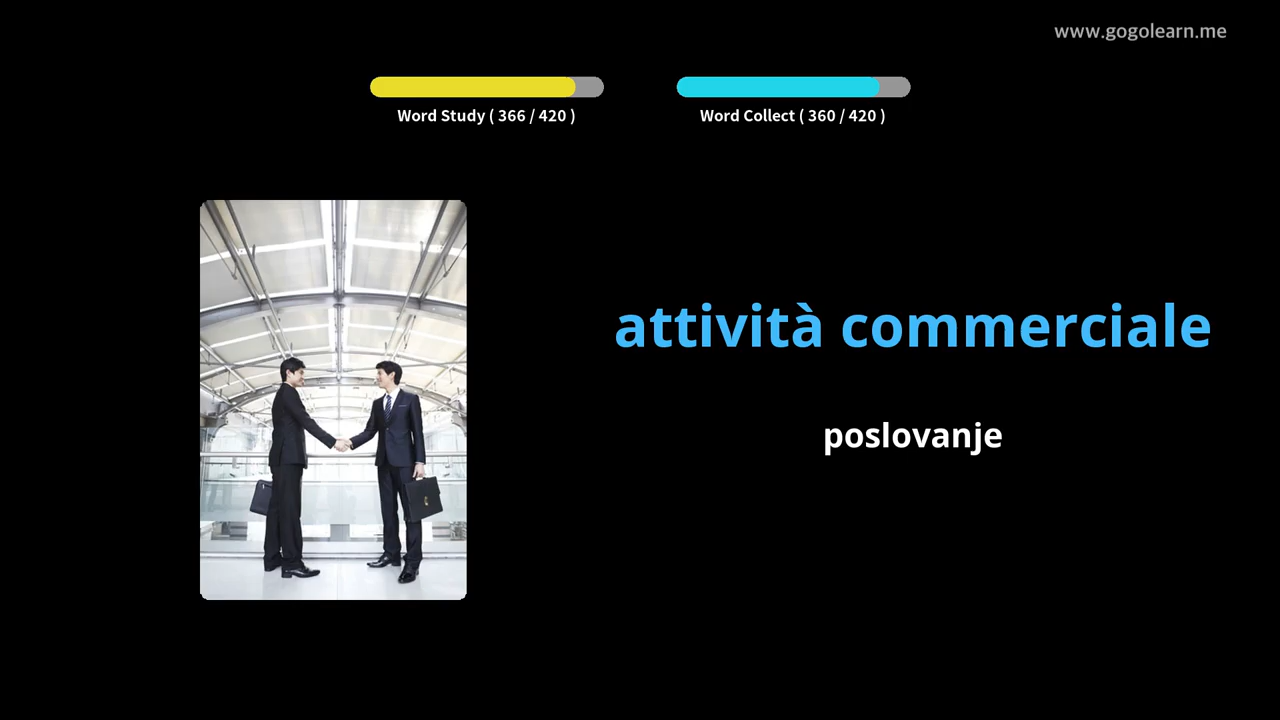 www.gogolearn.me
Word Study ( 366 / 420 )
Word Collect ( 360 / 420 )
attività commerciale
poslovanje